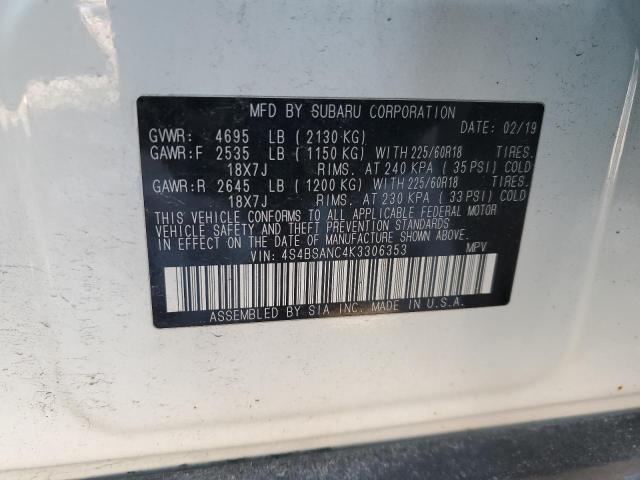 MFD BY SUBARU CORPORATION
DATE: 02/19
GVWR: 4695 LB (2130 KG)
GAWR:F 2535 LB (1150 KG) WITH 225/60R18 TIRES.
18X7J RIMS. AT 240 KPA (35 PSI) COLD
GAWR:R 2645 LB (1200 KG) WITH 225/60R18 TIRES.
18X7J RIMS. AT 230 KPA (33 PSI) COLD
THIS VEHICLE CONFORMS TO ALL APPLICABLE FEDERAL MOTOR
VEHICLE SAFETY AND THEFT PREVENTION STANDARDS
IN EFFECT ON THE DATE OF MANUFACTURE SHOWN ABOVE.
VIN: 4S4BSANC4K3306353 MPV
ASSEMBLED BY SIA INC. MADE IN U.S.A.